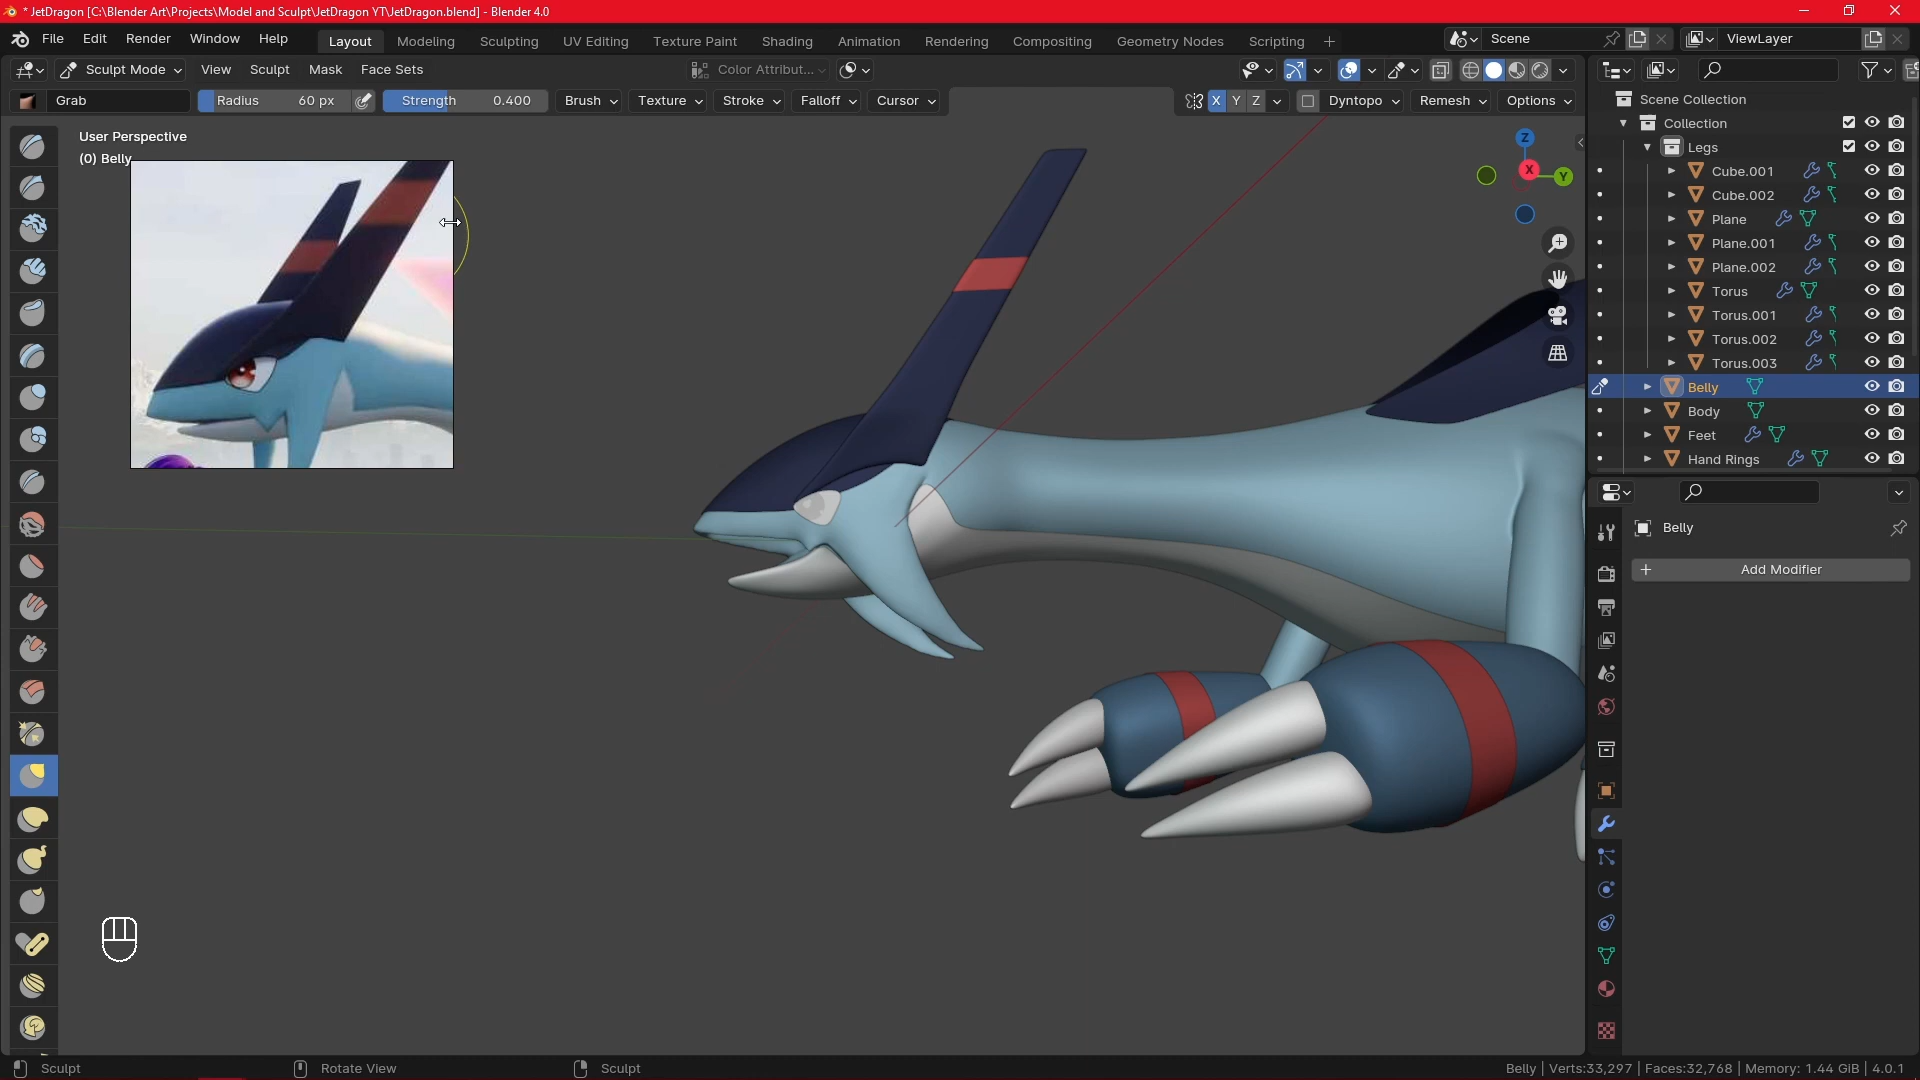 * JetDragon [C:\Blender Art\Projects\Model and Sculpt\JetDragon YT\JetDragon.blend] - Blender 4.0
File Edit Render Window Help Layout Modeling Sculpting UV Editing Texture Paint Shading Animation Rendering Compositing Geometry Nodes Scripting + Scene ViewLayer
Sculpt Mode View Sculpt Mask Face Sets Color Attribut...
Grab Radius 60 px Strength 0.400 Brush Texture Stroke Falloff Cursor X Y Z Dyntopo Remesh Options
User Perspective
(0) Belly
Z
X
Y
Scene Collection
Collection
Legs
Cube.001
Cube.002
Plane
Plane.001
Plane.002
Torus
Torus.001
Torus.002
Torus.003
Belly
Body
Feet
Hand Rings
Belly
+ Add Modifier
Sculpt Rotate View Sculpt Belly | Verts:33,297 | Faces:32,768 | Memory: 1.44 GiB | 4.0.1